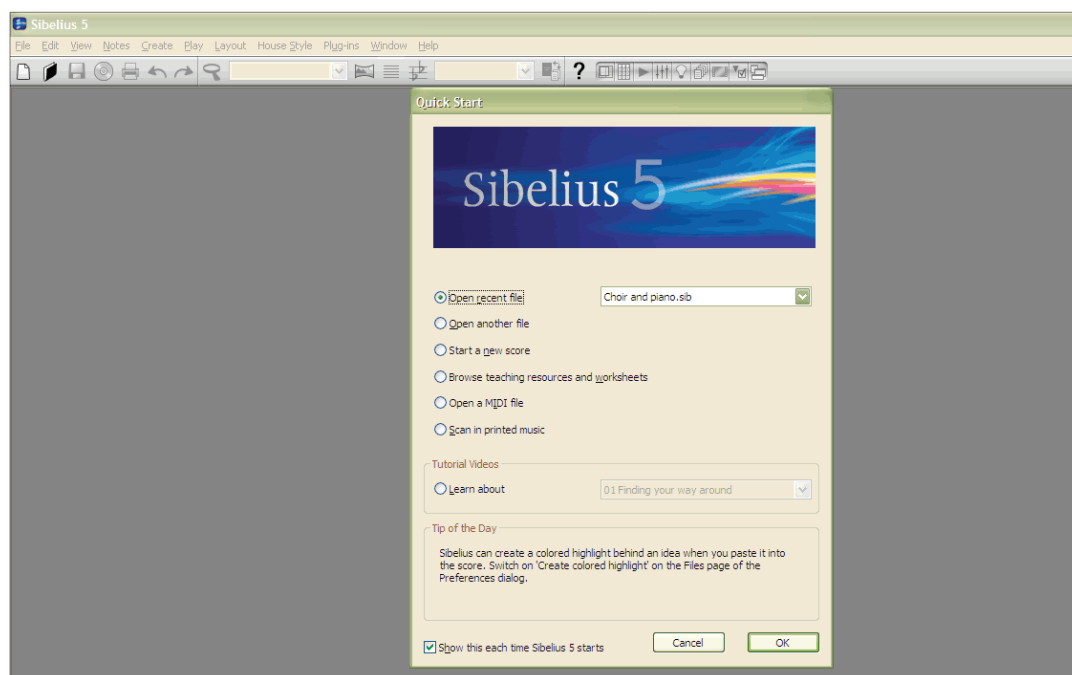 Sibelius 5
File Edit View Notes Create Play Layout House Style Plug-ins Window Help
?
Quick Start
Sibelius 5
Open recent file Choir and piano.sib
Open another file
Start a new score
Browse teaching resources and worksheets
Open a MIDI file
Scan in printed music
Tutorial Videos
Learn about 01 Finding your way around
Tip of the Day
Sibelius can create a colored highlight behind an idea when you paste it into
the score. Switch on 'Create colored highlight' on the Files page of the
Preferences dialog.
Show this each time Sibelius 5 starts Cancel OK